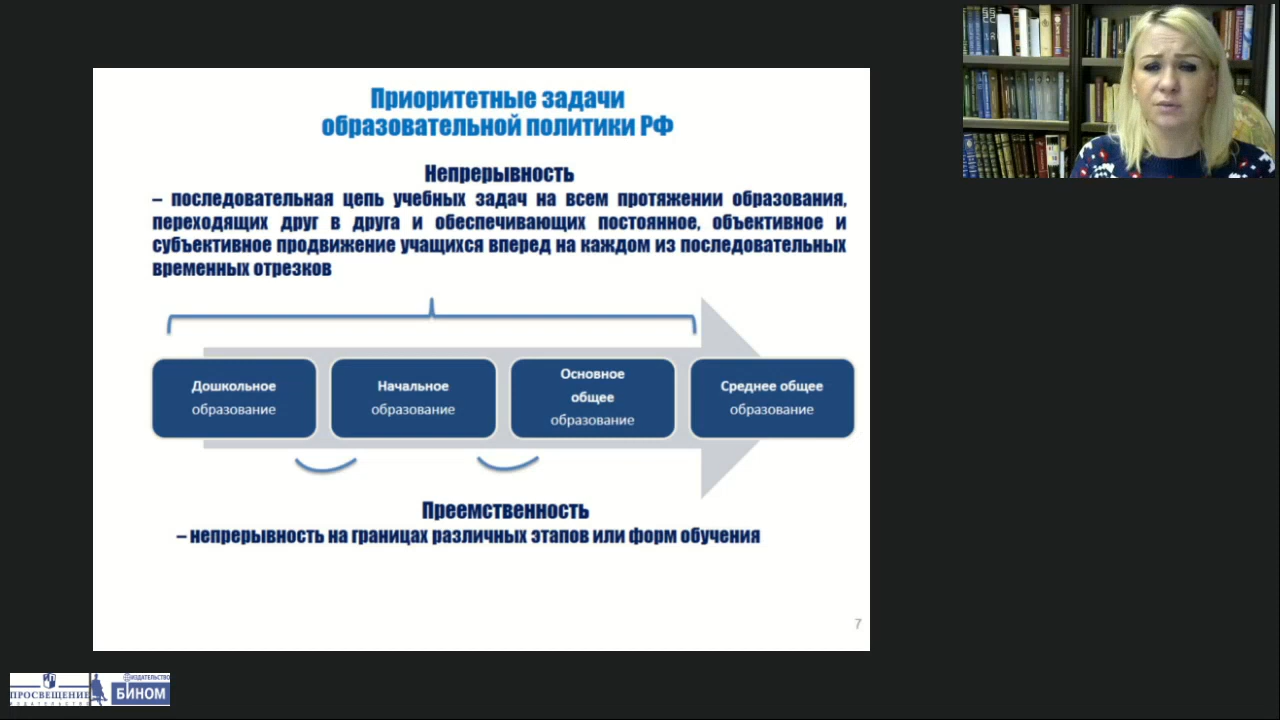 Приоритетные задачи
образовательной политики РФ
Непрерывность
– последовательная цепь учебных задач на всем протяжении образования,
переходящих друг в друга и обеспечивающих постоянное, объективное и
субъективное продвижение учащихся вперед на каждом из последовательных
временных отрезков
Дошкольное
образование
Начальное
образование
Основное
общее
образование
Среднее общее
образование
Преемственность
– непрерывность на границах различных этапов или форм обучения
7
ПРОСВЕЩЕНИЕ
ИЗДАТЕЛЬСТВО
ИЗДАТЕЛЬСТВО
БИНОМ